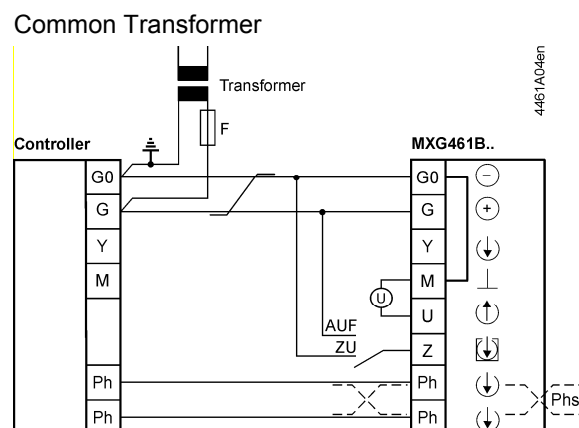 Common Transformer
Transformer
F
4461A04en
Controller
MXG461B..
G0
G0
G
G
Y
Y
M
M
U
U
AUF
ZU
Z
Ph
Ph
Phs
Ph
Ph